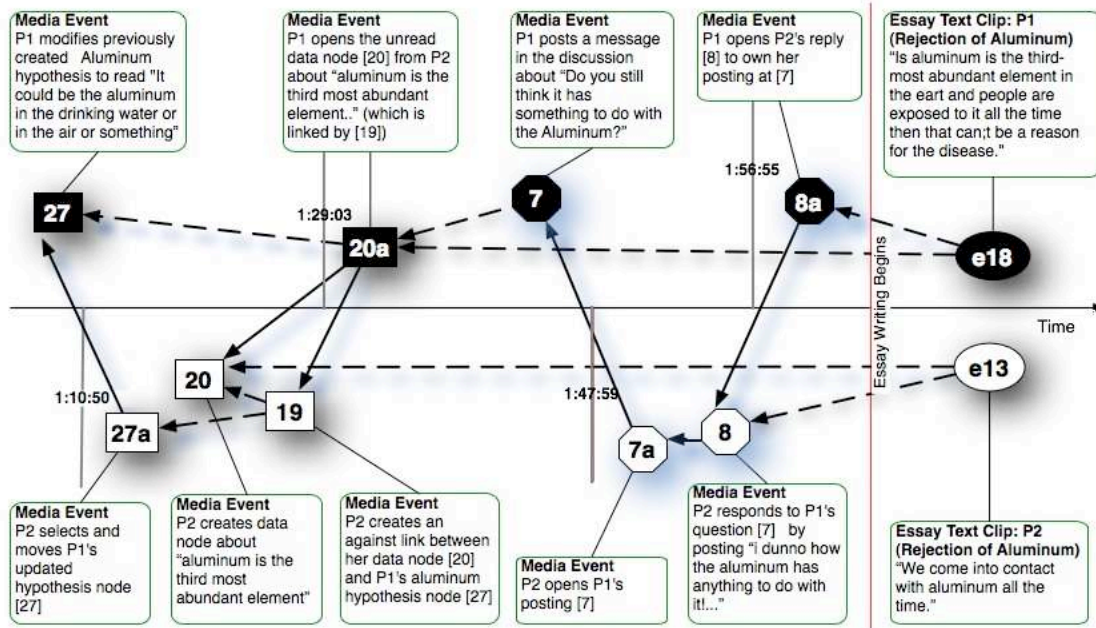 Media Event
P1 modifies previously
created Aluminum
hypothesis to read "It
could be the aluminum
in the drinking water or
in the air or something”
Media Event
P1 opens the unread
data node [20] from P2
about “aluminum is the
third most abundant
element..” (which is
linked by [19])
Media Event
P1 posts a message
in the discussion
about “Do you still
think it has
something to do with
the Aluminum?”
Media Event
P1 opens P2's reply
[8] to own her
posting at [7]
Essay Text Clip: P1
(Rejection of Aluminum)
“Is aluminum is the third-
most abundant element in
the eart and people are
exposed to it all the time
then that can;t be a reason
for the disease."
1:56:55
27
1:29:03
7
8a
20a
e18
Essay Writing Begins
Time
20
e13
1:10:50
1:47:59
19
27a
8
7a
Media Event
P2 selects and
moves P1's
updated
hypothesis node
[27]
Media Event
P2 creates data
node about
“aluminum is the
third most
abundant element”
Media Event
P2 creates an
against link between
her data node [20]
and P1's aluminum
hypothesis node [27]
Media Event
P2 opens P1's
posting [7]
Media Event
P2 responds to P1's
question [7] by
posting “i dunno how
the aluminum has
anything to do with
it!...”
Essay Text Clip: P2
(Rejection of Aluminum)
“We come into contact
with aluminum all the
time.”